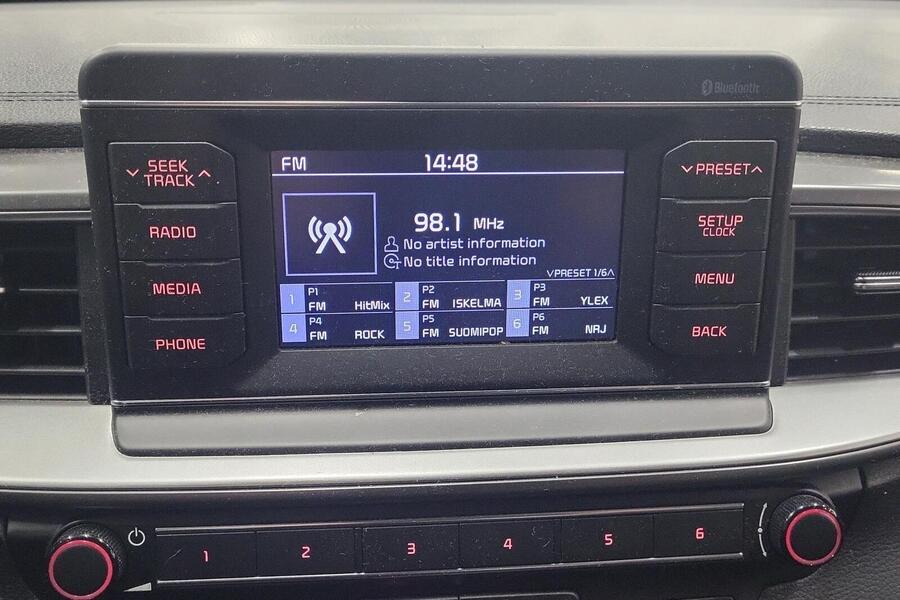 Bluetooth
SEEK
TRACK
RADIO
MEDIA
PHONE
FM 14:48
98.1 MHz
No artist information
No title information
PRESET 1/6
1 P1 FM HitMix
2 P2 FM ISKELMA
3 P3 FM YLEX
4 P4 FM ROCK
5 P5 FM SUOMIPOP
6 P6 FM NRJ
PRESET
SETUP
CLOCK
MENU
BACK
1 2 3 4 5 6